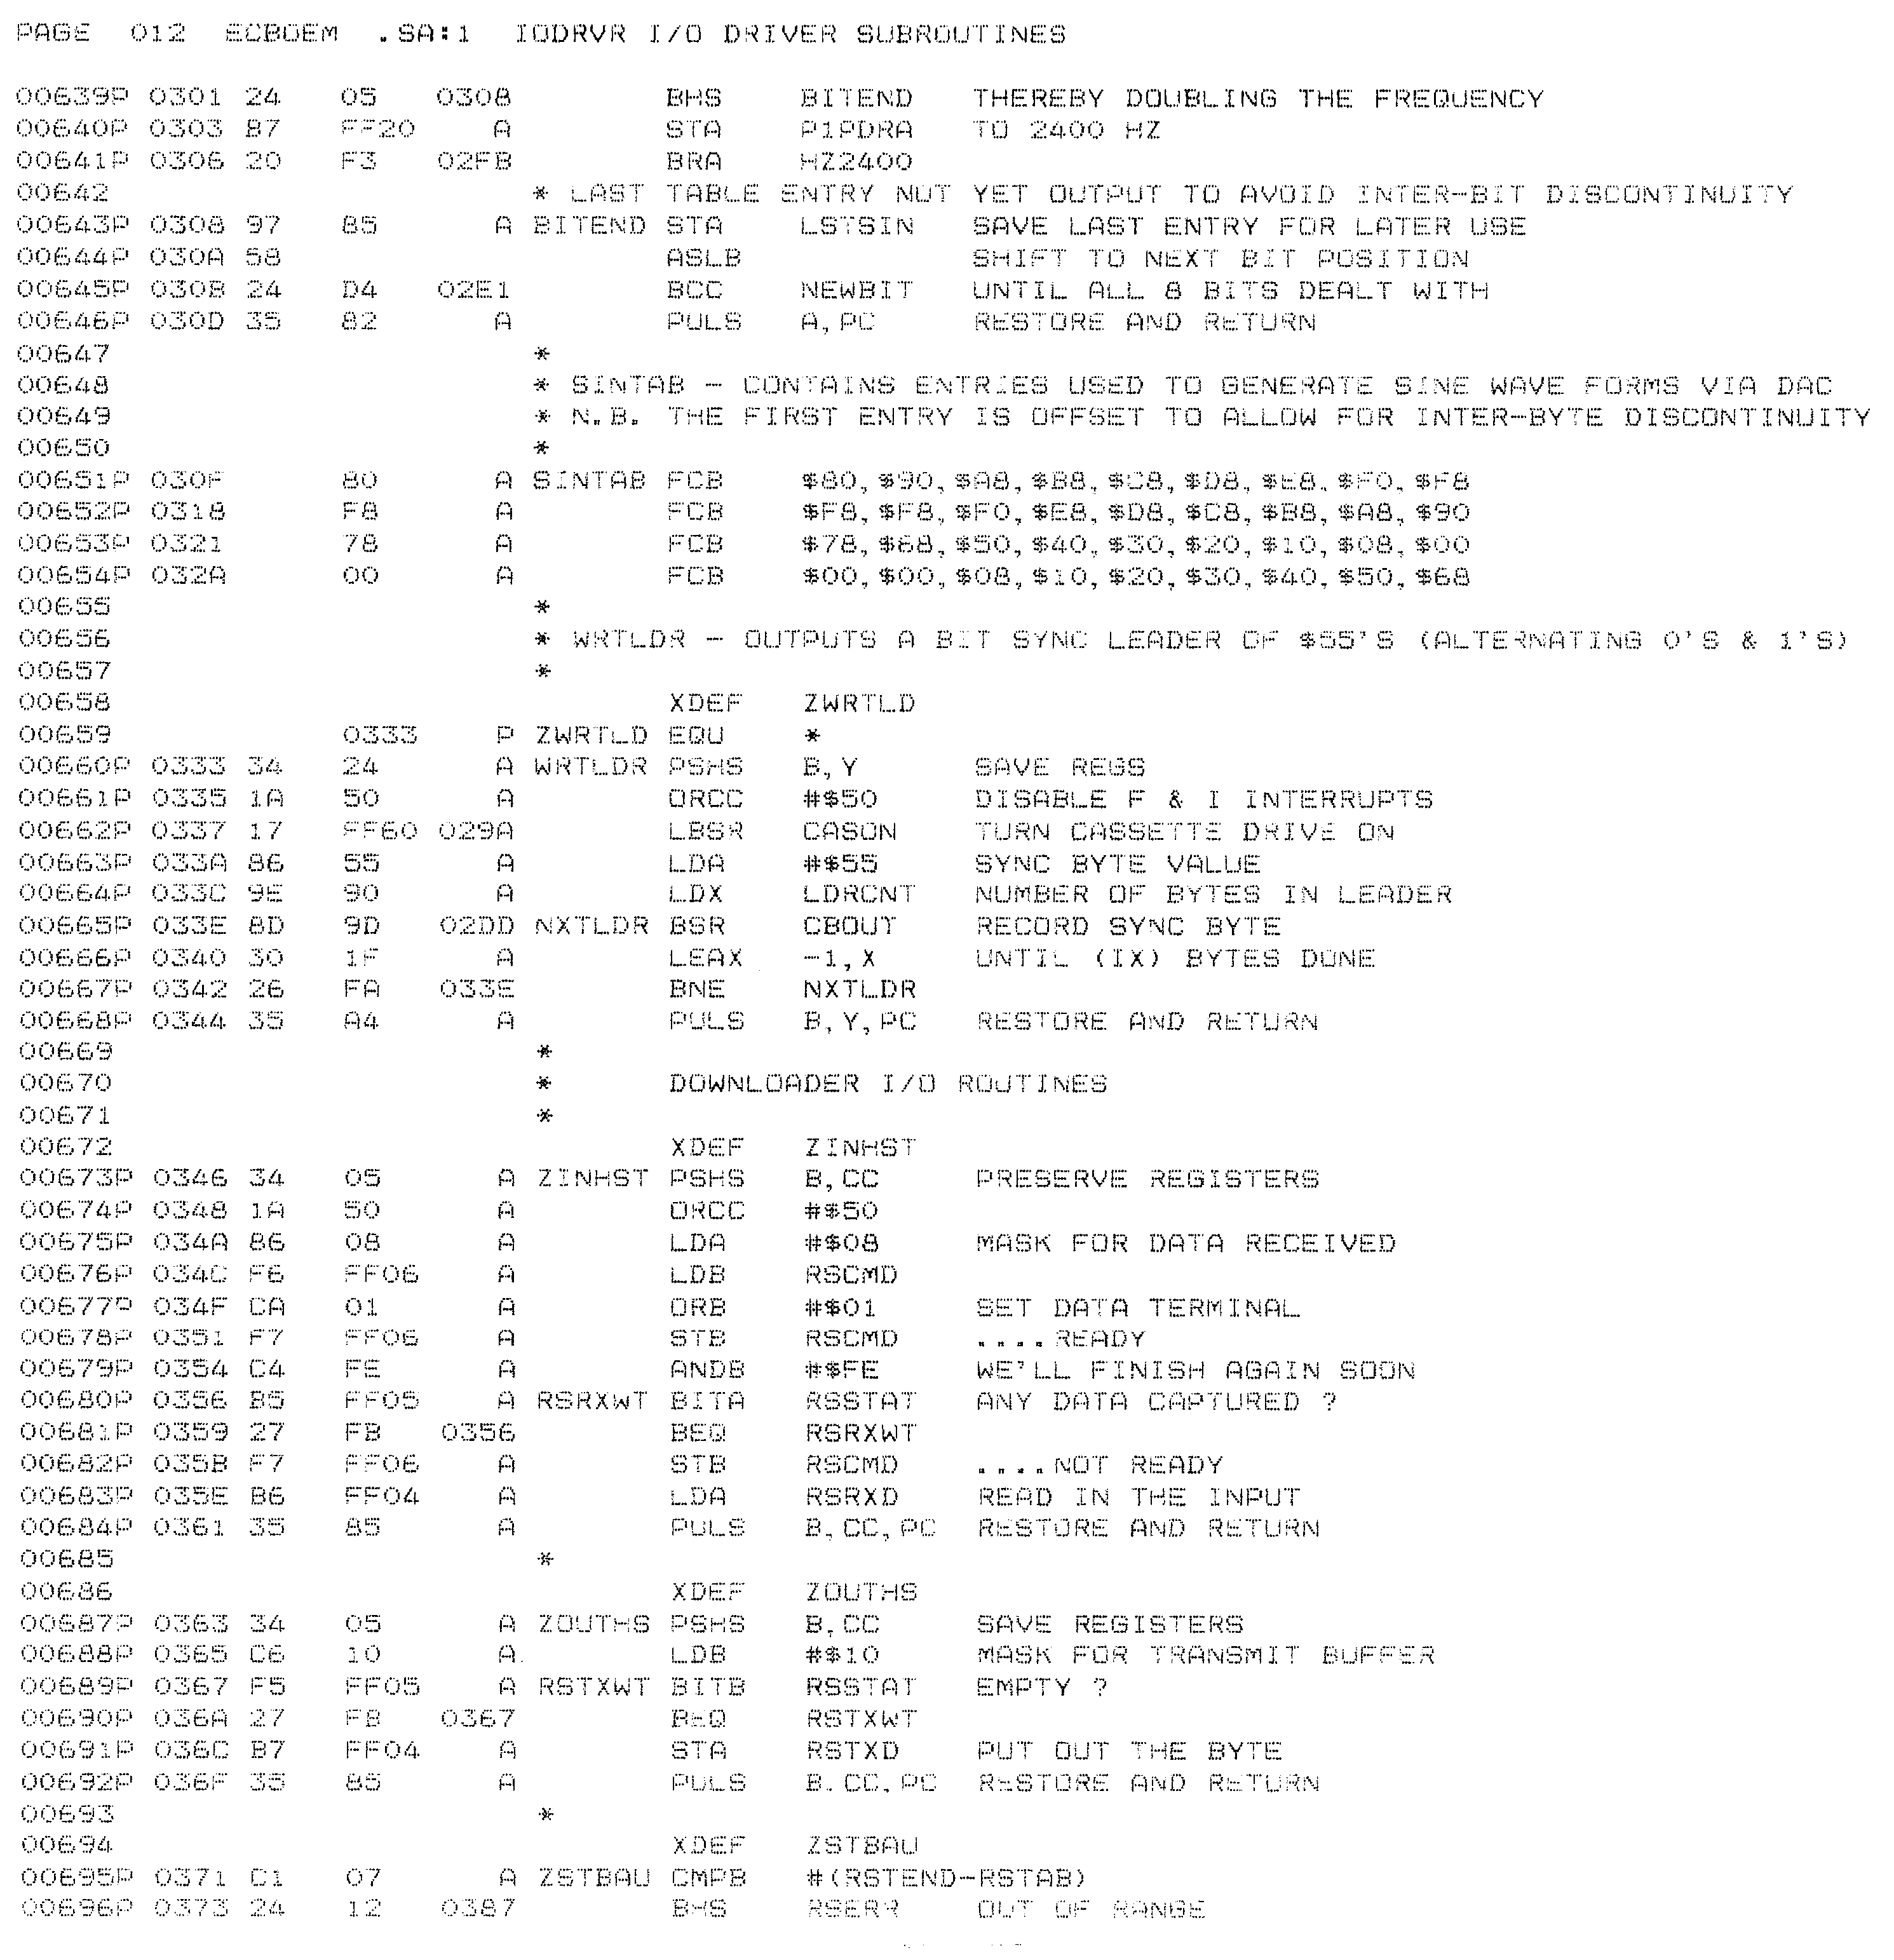 PAGE 012 ECBOEM .SA:1 IODRVR I/O DRIVER SUBROUTINES
00639P 0301 24 05 0308 BHS BITEND THEREBY DOUBLING THE FREQUENCY
00640P 0303 B7 FF20 A STA P1PDRA TO 2400 HZ
00641P 0306 20 F3 02FB BRA HZ2400
00642 * LAST TABLE ENTRY NOT YET OUTPUT TO AVOID INTER-BIT DISCONTINUITY
00643P 0308 97 85 A BITEND STA LSTSIN SAVE LAST ENTRY FOR LATER USE
00644P 030A 58 ASLB SHIFT TO NEXT BIT POSITION
00645P 030B 24 D4 02E1 BCC NEWBIT UNTIL ALL 8 BITS DEALT WITH
00646P 030D 35 82 A PULS A,PC RESTORE AND RETURN
00647 *
00648 * SINTAB - CONTAINS ENTRIES USED TO GENERATE SINE WAVE FORMS VIA DAC
00649 * N.B. THE FIRST ENTRY IS OFFSET TO ALLOW FOR INTER-BYTE DISCONTINUITY
00650 *
00651P 030F 80 A SINTAB FCB $80,$90,$A8,$B8,$C8,$D8,$E8,$F0,$F8
00652P 0318 F8 A FCB $F8,$F8,$F0,$E8,$D8,$C8,$B8,$A8,$90
00653P 0321 78 A FCB $78,$68,$50,$40,$30,$20,$10,$08,$00
00654P 032A 00 A FCB $00,$00,$08,$10,$20,$30,$40,$50,$68
00655 *
00656 * WRTLDR - OUTPUTS A BIT SYNC LEADER OF $55'S (ALTERNATING 0'S & 1'S)
00657 *
00658 XDEF ZWRTLD
00659 0333 P ZWRTLD EQU *
00660P 0333 34 24 A WRTLDR PSHS B,Y SAVE REGS
00661P 0335 1A 50 A ORCC #$50 DISABLE F & I INTERRUPTS
00662P 0337 17 FF60 029A LBSR CASON TURN CASSETTE DRIVE ON
00663P 033A 86 55 A LDA #$55 SYNC BYTE VALUE
00664P 033C 9E 90 A LDX LDRCNT NUMBER OF BYTES IN LEADER
00665P 033E 8D 9D 02DD NXTLDR BSR CBOUT RECORD SYNC BYTE
00666P 0340 30 1F A LEAX -1,X UNTIL (IX) BYTES DONE
00667P 0342 26 FA 033E BNE NXTLDR
00668P 0344 35 A4 A PULS B,Y,PC RESTORE AND RETURN
00669 *
00670 * DOWNLOADER I/O ROUTINES
00671 *
00672 XDEF ZINHST
00673P 0346 34 05 A ZINHST PSHS B,CC PRESERVE REGISTERS
00674P 0348 1A 50 A ORCC #$50
00675P 034A 86 08 A LDA #$08 MASK FOR DATA RECEIVED
00676P 034C F6 FF06 A LDB RSCMD
00677P 034F CA 01 A ORB #$01 SET DATA TERMINAL
00678P 0351 F7 FF06 A STB RSCMD ....READY
00679P 0354 C4 FE A ANDB #$FE WE'LL FINISH AGAIN SOON
00680P 0356 B5 FF05 A RSRXWT BITA RSSTAT ANY DATA CAPTURED ?
00681P 0359 27 FB 0356 BEQ RSRXWT
00682P 035B F7 FF06 A STB RSCMD ....NOT READY
00683P 035E B6 FF04 A LDA RSRXD READ IN THE INPUT
00684P 0361 35 85 A PULS B,CC,PC RESTORE AND RETURN
00685 *
00686 XDEF ZOUTHS
00687P 0363 34 05 A ZOUTHS PSHS B,CC SAVE REGISTERS
00688P 0365 C6 10 A LDB #$10 MASK FOR TRANSMIT BUFFER
00689P 0367 F5 FF05 A RSTXWT BITB RSSTAT EMPTY ?
00690P 036A 27 FB 0367 BEQ RSTXWT
00691P 036C B7 FF04 A STA RSTXD PUT OUT THE BYTE
00692P 036F 35 85 A PULS B,CC,PC RESTORE AND RETURN
00693 *
00694 XDEF ZSTBAU
00695P 0371 C1 07 A ZSTBAU CMPB #(RSTEND-RSTAB)
00696P 0373 24 12 0387 BHS RSERR OUT OF RANGE